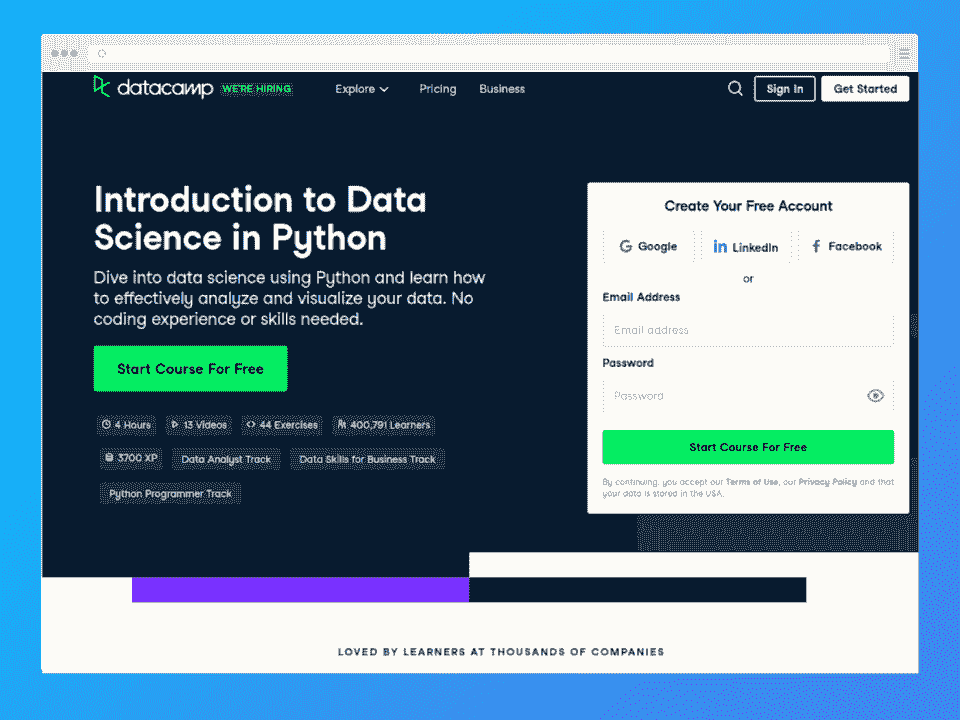 datacamp WE'RE HIRING Explore Pricing Business Sign In Get Started
Introduction to Data
Science in Python
Dive into data science using Python and learn how
to effectively analyze and visualize your data. No
coding experience or skills needed.
Start Course For Free
4 Hours 13 Videos 44 Exercises 400,791 Learners
3700 XP Data Analyst Track Data Skills for Business Track
Python Programmer Track
Create Your Free Account
Google LinkedIn Facebook
or
Email Address
Email address
Password
Password
Start Course For Free
By continuing, you accept our Terms of Use, our Privacy Policy and that
your data is stored in the USA.
LOVED BY LEARNERS AT THOUSANDS OF COMPANIES